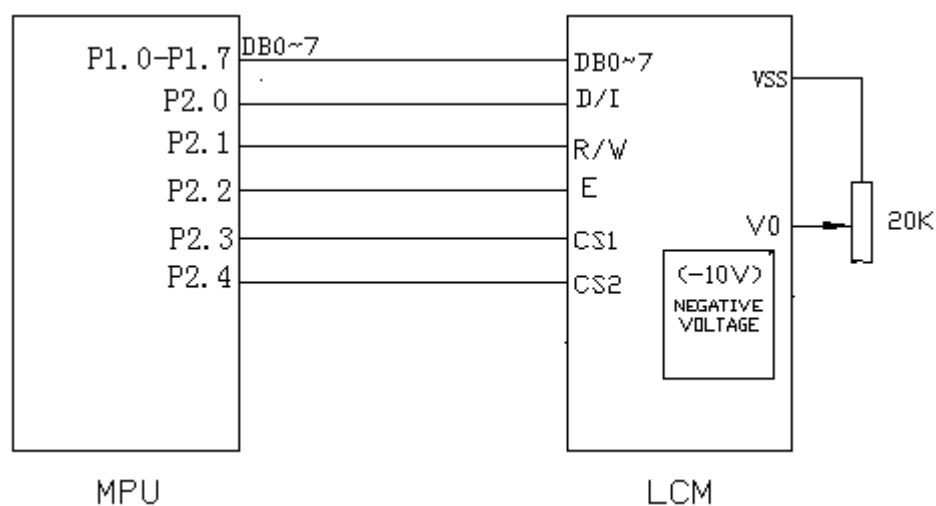 P1.0-P1.7
P2.0
P2.1
P2.2
P2.3
P2.4
DB0~7
DB0~7
D/I
R/W
E
CS1
CS2
VSS
V0
20K
(-10V)
NEGATIVE
VOLTAGE
MPU
LCM